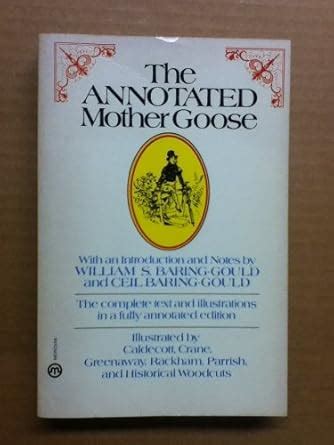 The
ANNOTATED
Mother Goose
With an Introduction and Notes by
WILLIAM S. BARING-GOULD
and CEIL BARING-GOULD
The complete text and illustrations
in a fully annotated edition
Illustrated by
Caldecott, Crane,
Greenaway, Rackham, Parrish,
and Historical Woodcuts